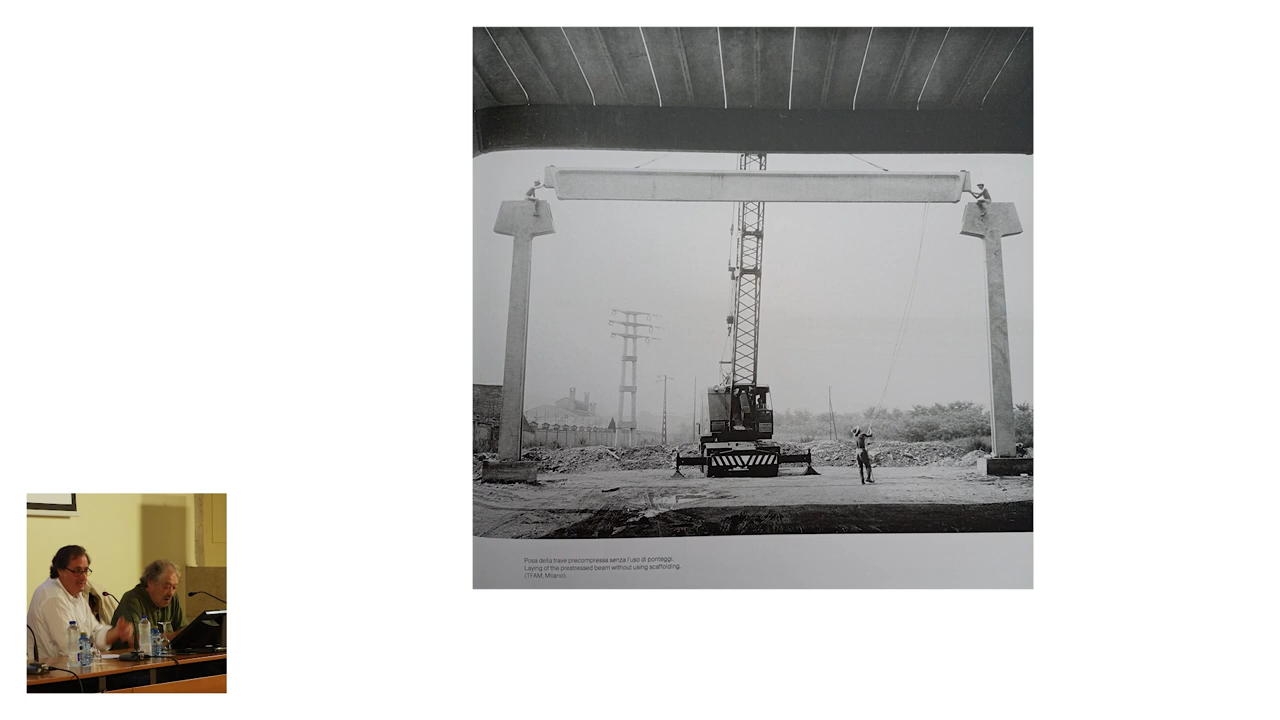 Posa della trave precompressa senza l'uso di ponteggi.
Laying of the prestressed beam without using scaffolding.
(TFAM, Milano).